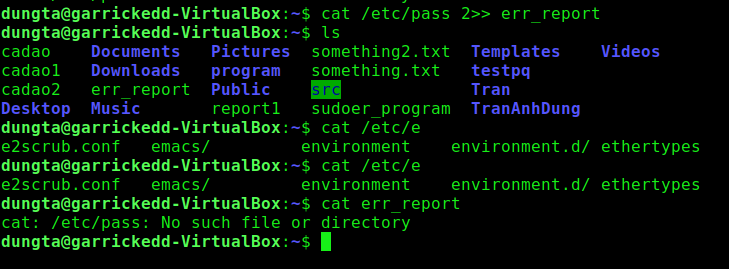 dungta@garrickedd-VirtualBox:~$ cat /etc/pass 2>> err_report
dungta@garrickedd-VirtualBox:~$ ls
cadao    Documents   Pictures  something2.txt  Templates    Videos
cadao1   Downloads   program   something.txt   testpq
cadao2   err_report  Public    src             Tran
Desktop  Music       report1   sudoer_program  TranAnhDung
dungta@garrickedd-VirtualBox:~$ cat /etc/e
e2scrub.conf   emacs/         environment    environment.d/ ethertypes
dungta@garrickedd-VirtualBox:~$ cat /etc/e
e2scrub.conf   emacs/         environment    environment.d/ ethertypes
dungta@garrickedd-VirtualBox:~$ cat err_report
cat: /etc/pass: No such file or directory
dungta@garrickedd-VirtualBox:~$